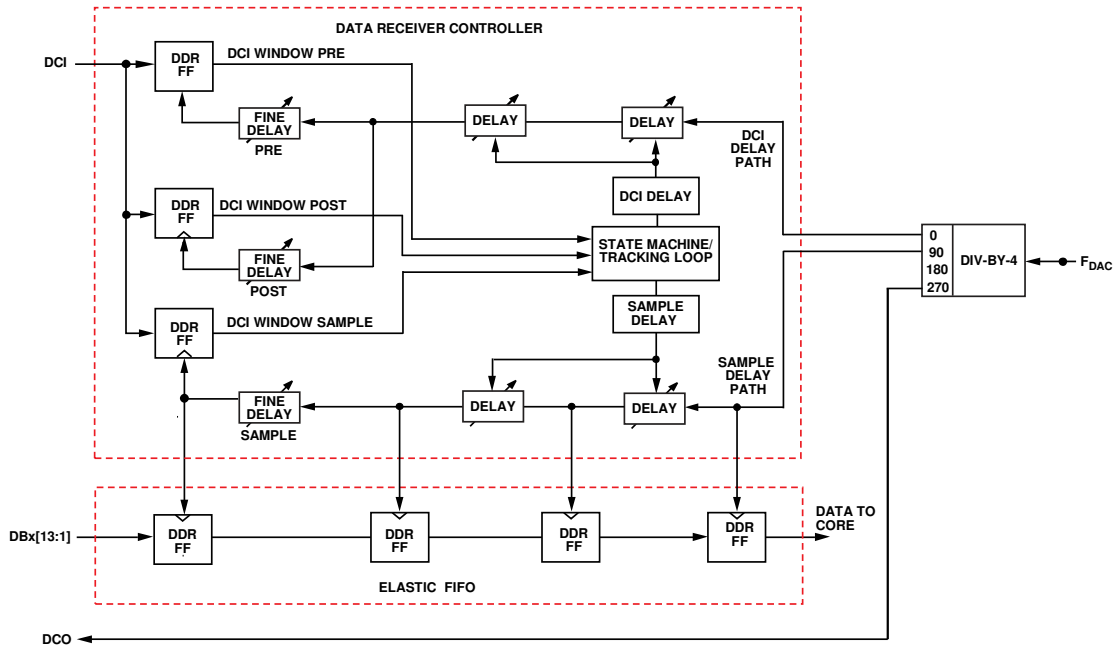 DATA RECEIVER CONTROLLER
DCI
DDR
FF
DCI WINDOW PRE
FINE
DELAY
PRE
DELAY
DELAY
DCI
DELAY
PATH
DCI DELAY
DDR
FF
DCI WINDOW POST
FINE
DELAY
POST
STATE MACHINE/
TRACKING LOOP
0
90
180
270
DIV-BY-4
FDAC
DDR
FF
DCI WINDOW SAMPLE
SAMPLE
DELAY
FINE
DELAY
SAMPLE
DELAY
DELAY
SAMPLE
DELAY
PATH
DBx[13:1]
DDR
FF
DDR
FF
DDR
FF
DDR
FF
DATA TO
CORE
ELASTIC FIFO
DCO